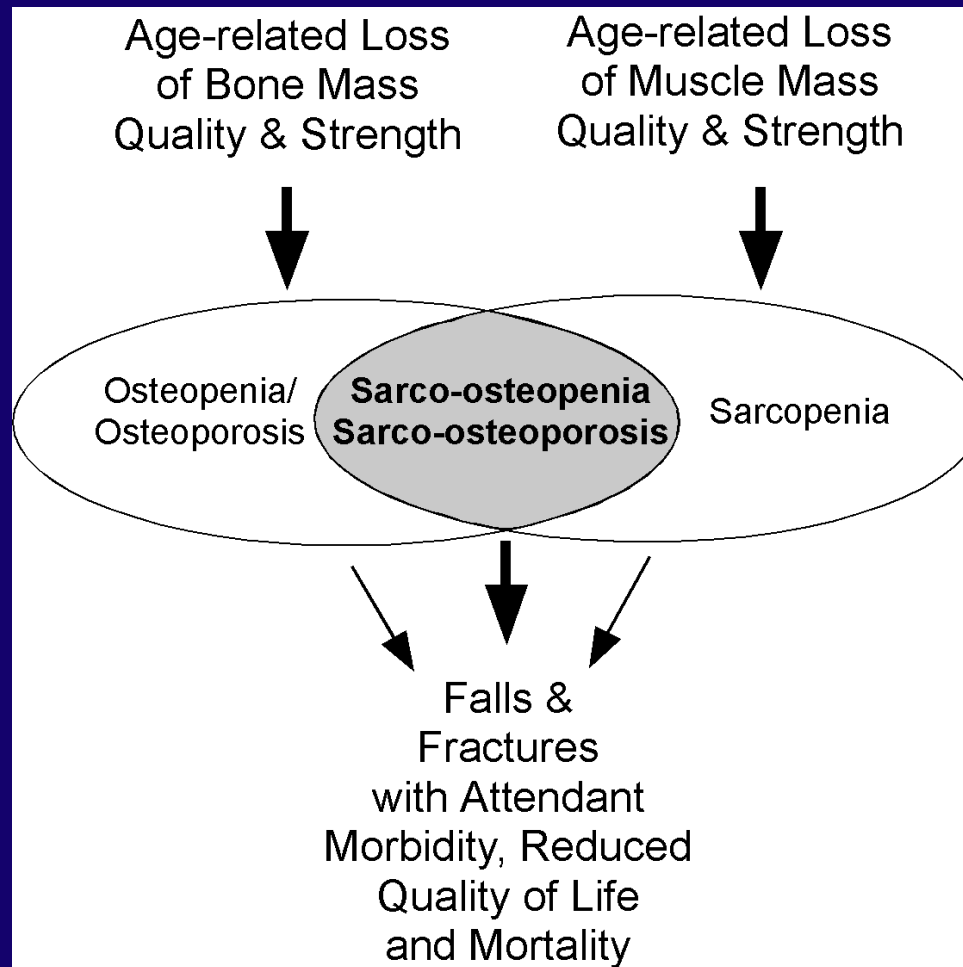 Age-related Loss
of Bone Mass
Quality & Strength
Age-related Loss
of Muscle Mass
Quality & Strength
Osteopenia/
Osteoporosis
Sarco-osteopenia
Sarco-osteoporosis
Sarcopenia
Falls &
Fractures
with Attendant
Morbidity, Reduced
Quality of Life
and Mortality